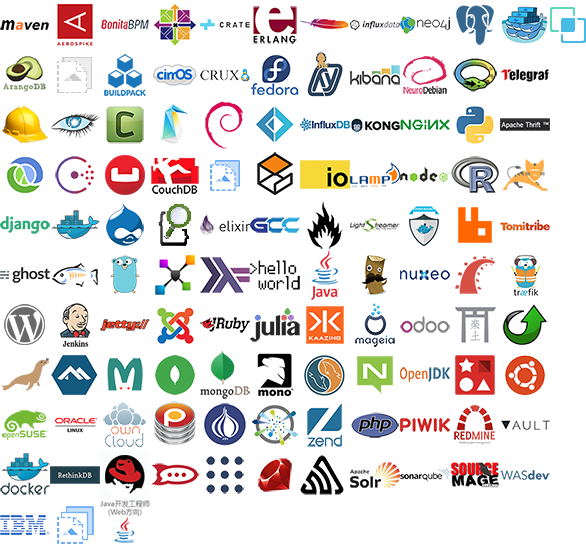 maven
AEROSPIKE
BonitaBPM
CRATE
e
ERLANG
influxdata
neo4j
ArangoDB
BUILDPACK
cirrOS
CRUX
fedora
kibana
NeuroDebian
Telegraf
C
InfluxDB
KONG
NGINX
Apache Thrift ™
CouchDB
io
LAMP
node
R
django
elixir
GCC
LightStreamer
Tomitribe
ghost
>hello
world
Java
nuxeo
træfik
Jenkins
jetty://
Ruby
julia
KAAZING
mageia
odoo
mongoDB
mono
N
OpenJDK
openSUSE
ORACLE
LINUX
own
Cloud
P
zend
php
PIWIK
REDMINE
VAULT
docker
RethinkDB
Apache
Solr
sonarqube
SOURCE
MAGE
WASdev
IBM
Java开发工程师
(Web方向)